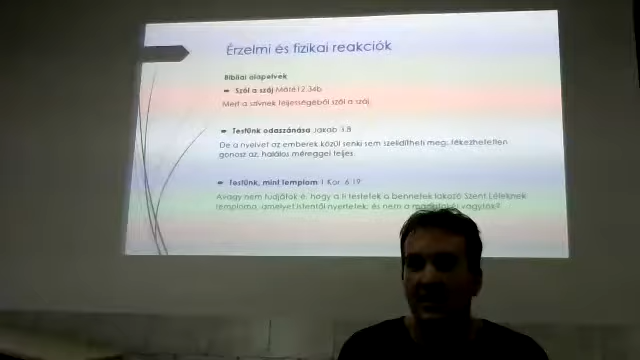 Érzelmi és fizikai reakciók
Bibliai alapelvek
Szól a száj Máté12:34b
Mert a szívnek teljességéből szól a száj.
Testünk odaszánása Jakab 3:8
De a nyelvet az emberek közül senki sem szelídítheti meg; fékezhetetlen
gonosz az, halálos méreggel teljes.
Testünk, mint templom 1 Kor. 6:19
Avagy nem tudjátok-é, hogy a ti testetek a bennetek lakozó Szent Léleknek
temploma, amelyet Istentől nyertetek; és nem a magatokéi vagytok?